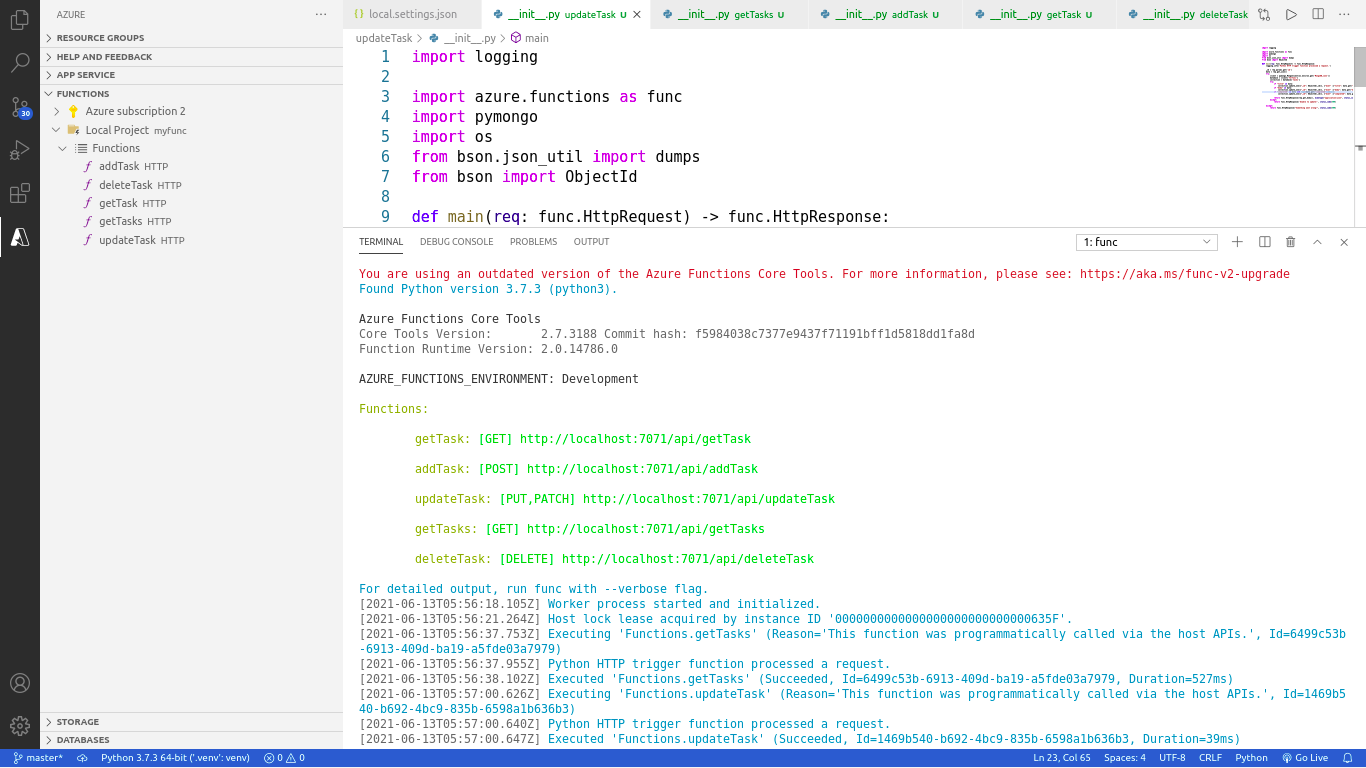 AZURE
RESOURCE GROUPS
HELP AND FEEDBACK
APP SERVICE
FUNCTIONS
Azure subscription 2
Local Project myfunc
Functions
addTask HTTP
deleteTask HTTP
getTask HTTP
getTasks HTTP
updateTask HTTP
STORAGE
DATABASES
30
{} local.settings.json
__init__.py updateTask U
__init__.py getTasks U
__init__.py addTask U
__init__.py getTask U
__init__.py deleteTask
updateTask > __init__.py > main
1 import logging
2
3 import azure.functions as func
4 import pymongo
5 import os
6 from bson.json_util import dumps
7 from bson import ObjectId
8
9 def main(req: func.HttpRequest) -> func.HttpResponse:
TERMINAL DEBUG CONSOLE PROBLEMS OUTPUT 1: func
You are using an outdated version of the Azure Functions Core Tools. For more information, please see: https://aka.ms/func-v2-upgrade
Found Python version 3.7.3 (python3).
Azure Functions Core Tools
Core Tools Version: 2.7.3188 Commit hash: f5984038c7377e9437f71191bff1d5818dd1fa8d
Function Runtime Version: 2.0.14786.0
AZURE_FUNCTIONS_ENVIRONMENT: Development
Functions:
getTask: [GET] http://localhost:7071/api/getTask
addTask: [POST] http://localhost:7071/api/addTask
updateTask: [PUT,PATCH] http://localhost:7071/api/updateTask
getTasks: [GET] http://localhost:7071/api/getTasks
deleteTask: [DELETE] http://localhost:7071/api/deleteTask
For detailed output, run func with --verbose flag.
[2021-06-13T05:56:18.105Z] Worker process started and initialized.
[2021-06-13T05:56:21.264Z] Host lock lease acquired by instance ID '0000000000000000000000000000635F'.
[2021-06-13T05:56:37.753Z] Executing 'Functions.getTasks' (Reason='This function was programmatically called via the host APIs.', Id=6499c53b
-6913-409d-ba19-a5fde03a7979)
[2021-06-13T05:56:37.955Z] Python HTTP trigger function processed a request.
[2021-06-13T05:56:38.102Z] Executed 'Functions.getTasks' (Succeeded, Id=6499c53b-6913-409d-ba19-a5fde03a7979, Duration=527ms)
[2021-06-13T05:57:00.626Z] Executing 'Functions.updateTask' (Reason='This function was programmatically called via the host APIs.', Id=1469b5
40-b692-4bc9-835b-6598a1b636b3)
[2021-06-13T05:57:00.640Z] Python HTTP trigger function processed a request.
[2021-06-13T05:57:00.647Z] Executed 'Functions.updateTask' (Succeeded, Id=1469b540-b692-4bc9-835b-6598a1b636b3, Duration=39ms)
master* Python 3.7.3 64-bit ('.venv': venv) 0 0 Ln 23, Col 65 Spaces: 4 UTF-8 CRLF Python Go Live